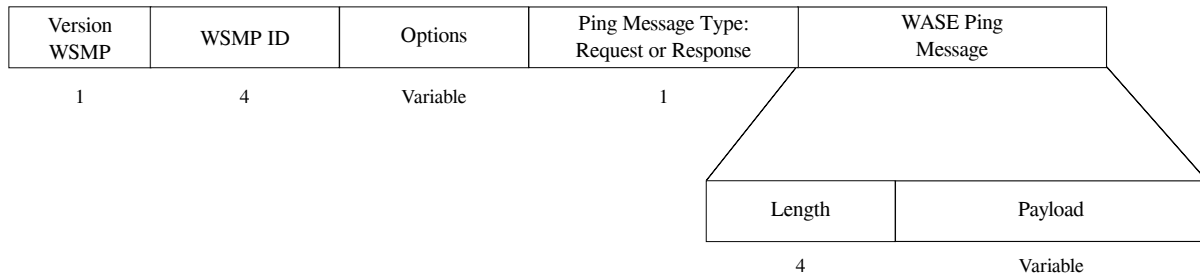 Version
WSMP
WSMP ID
Options
Ping Message Type:
Request or Response
WASE Ping
Message
1
4
Variable
1
Length
Payload
4
Variable